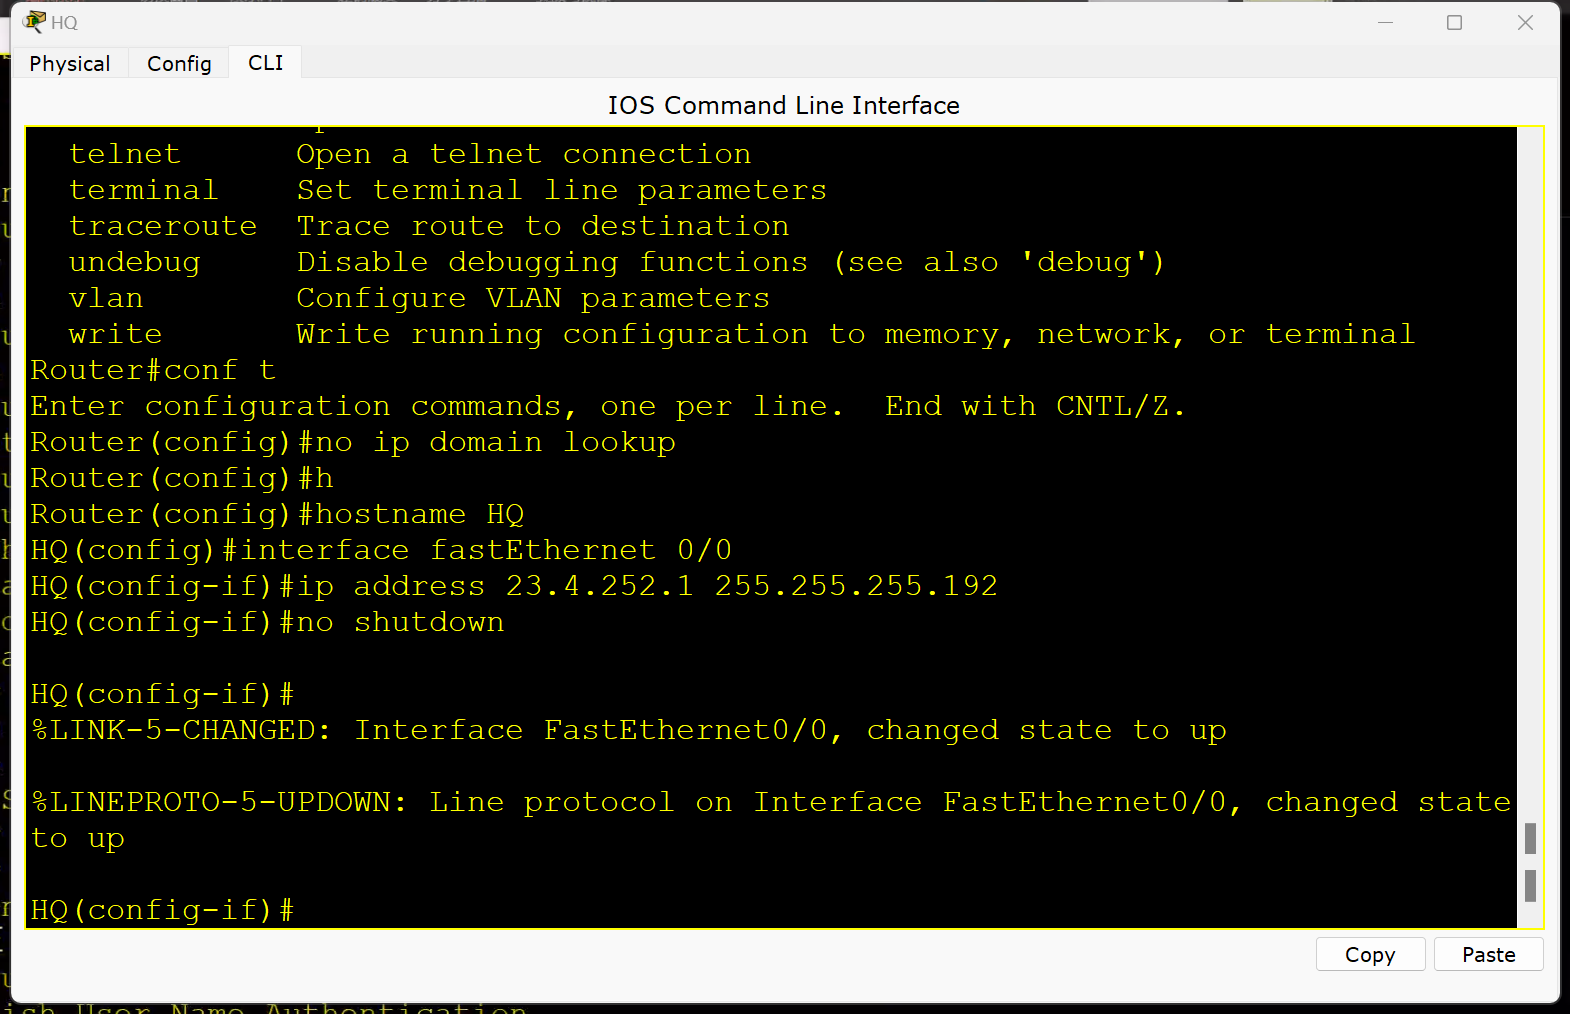 HQ
Physical Config CLI
IOS Command Line Interface
telnet Open a telnet connection
terminal Set terminal line parameters
traceroute Trace route to destination
undebug Disable debugging functions (see also 'debug')
vlan Configure VLAN parameters
write Write running configuration to memory, network, or terminal
Router#conf t
Enter configuration commands, one per line.  End with CNTL/Z.
Router(config)#no ip domain lookup
Router(config)#h
Router(config)#hostname HQ
HQ(config)#interface fastEthernet 0/0
HQ(config-if)#ip address 23.4.252.1 255.255.255.192
HQ(config-if)#no shutdown
HQ(config-if)#
%LINK-5-CHANGED: Interface FastEthernet0/0, changed state to up
%LINEPROTO-5-UPDOWN: Line protocol on Interface FastEthernet0/0, changed state
to up
HQ(config-if)#
Copy Paste
User Name Authentication